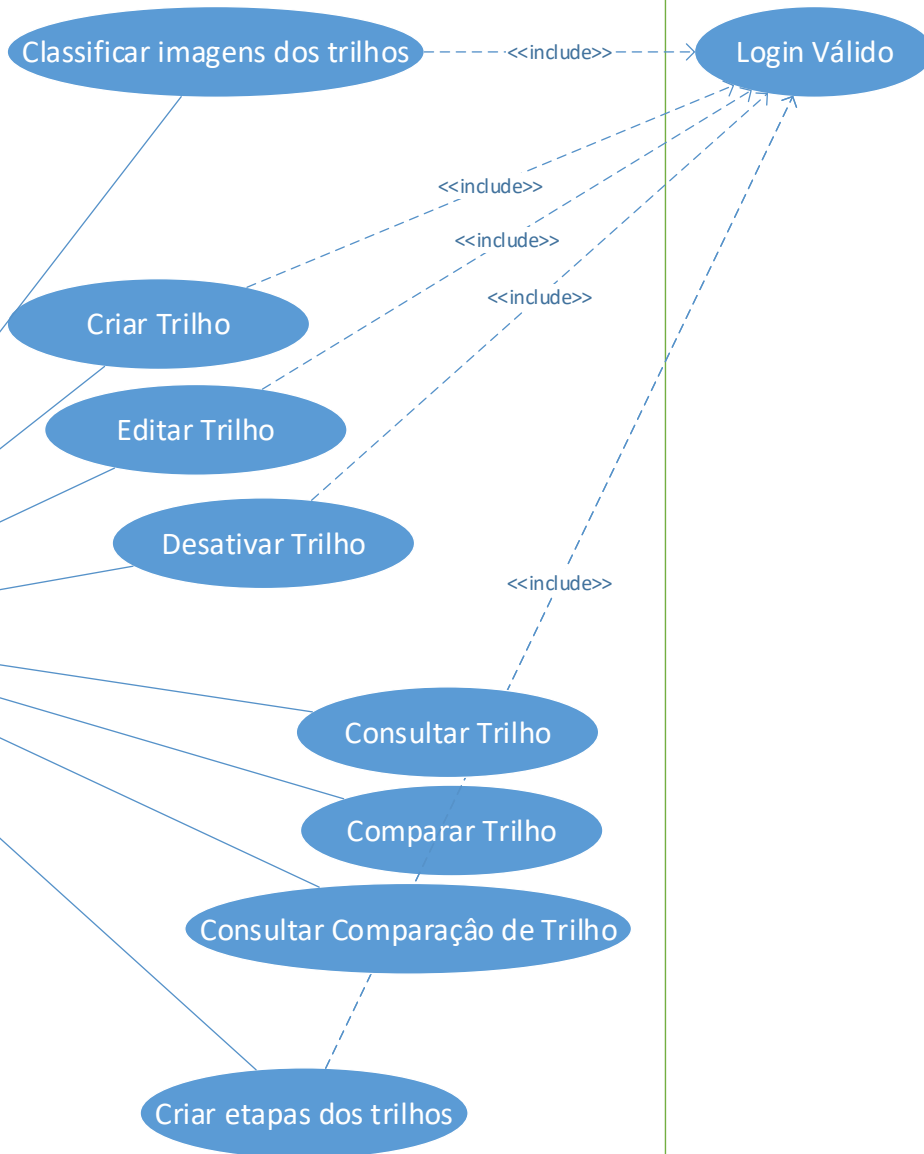 Classificar imagens dos trilhos
<<include>>
Login Válido
<<include>>
<<include>>
<<include>>
Criar Trilho
Editar Trilho
Desativar Trilho
<<include>>
Consultar Trilho
Comparar Trilho
Consultar Comparaçâo de Trilho
Criar etapas dos trilhos